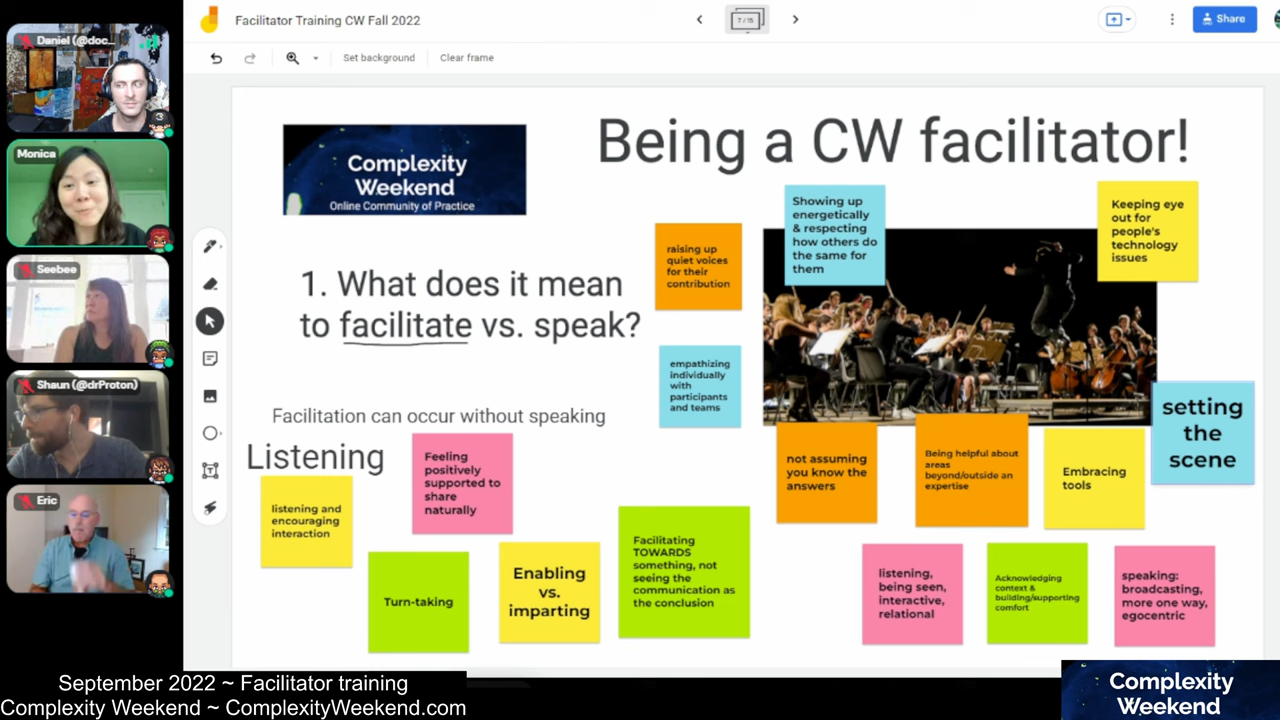 Daniel (@doc...
Monica
Seebee
Shaun (@drProton)
Eric
Facilitator Training CW Fall 2022
7 / 15
Share
Set background
Clear frame
Complexity
Weekend
Online Community of Practice
Being a CW facilitator!
1. What does it mean
to facilitate vs. speak?
Facilitation can occur without speaking
Listening
raising up
quiet voices
for their
contribution
Showing up
energetically
& respecting
how others do
the same for
them
Keeping eye
out for
people's
technology
issues
empathizing
individually
with
participants
and teams
setting
the
scene
Feeling
positively
supported to
share
naturally
listening and
encouraging
interaction
Turn-taking
Enabling
vs.
imparting
Facilitating
TOWARDS
something, not
seeing the
communication as
the conclusion
not assuming
you know the
answers
Being helpful about
areas
beyond/outside an
expertise
Embracing
tools
listening,
being seen,
interactive,
relational
Acknowledging
context &
building/supporting
comfort
speaking:
broadcasting,
more one way,
egocentric
September 2022 ~ Facilitator training
Complexity Weekend ~ ComplexityWeekend.com
Complexity
Weekend